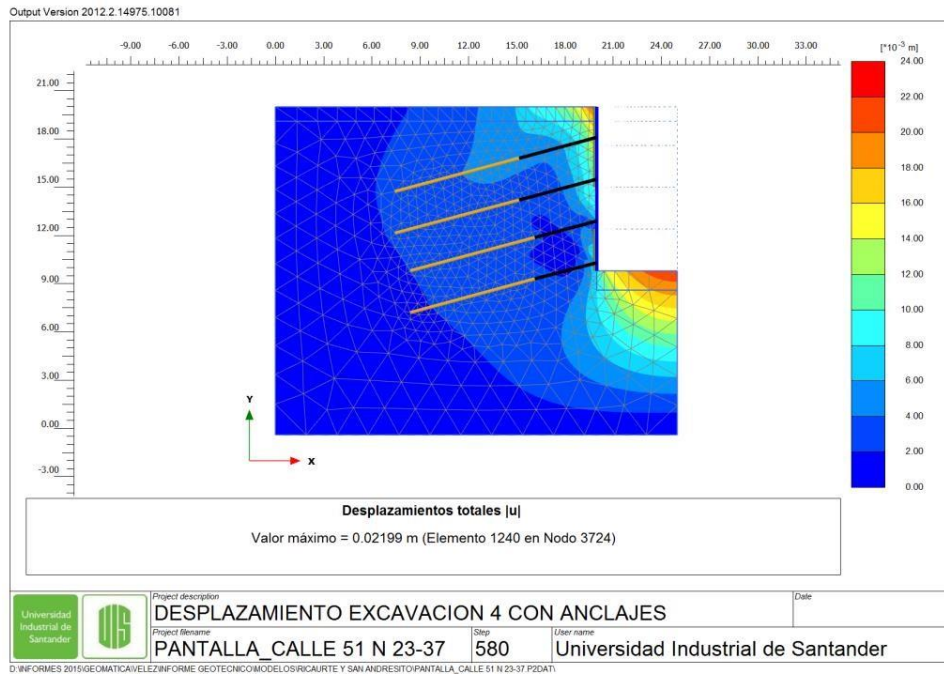 Output Version 2012.2.14975.10081
-9.00 -6.00 -3.00 0.00 3.00 6.00 9.00 12.00 15.00 18.00 21.00 24.00 27.00 30.00 33.00
[*10⁻³ m]
24.00
22.00
20.00
18.00
16.00
14.00
12.00
10.00
8.00
6.00
4.00
2.00
0.00
21.00
18.00
15.00
12.00
9.00
6.00
3.00
0.00
-3.00
Y
x
Desplazamientos totales |u|
Valor máximo = 0.02199 m (Elemento 1240 en Nodo 3724)
Universidad
Industrial de
Santander
UIS
Project description
DESPLAZAMIENTO EXCAVACION 4 CON ANCLAJES
Date
Project filename
PANTALLA_CALLE 51 N 23-37
Step
580
User name
Universidad Industrial de Santander
D:\INFORMES 2015\GEOMATICA\VELEZ\INFORME GEOTECNICO\MODELOS\RICAURTE Y SAN ANDRESITO\PANTALLA_CALLE 51 N 23-37.P2DAT\